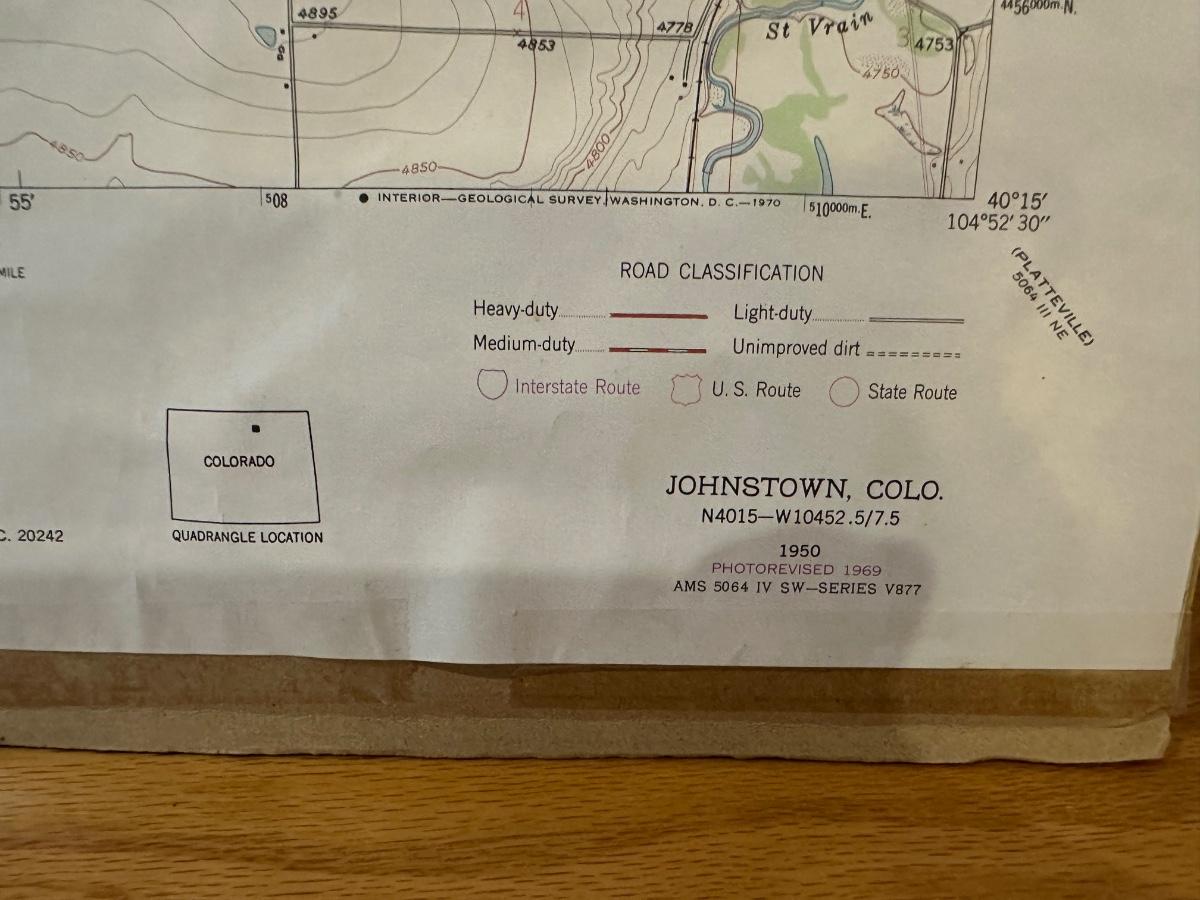 4895
4
4778
4853
St Vrain
3
4753
4456000m.N.
4750
4850
4850
4800
55'
508
INTERIOR—GEOLOGICAL SURVEY, WASHINGTON, D. C.—1970
510000m.E.
40°15'
104°52'30"
MILE
(PLATTEVILLE)
5064 III NE
ROAD CLASSIFICATION
Heavy-duty
Light-duty
Medium-duty
Unimproved dirt
Interstate Route
U. S. Route
State Route
COLORADO
QUADRANGLE LOCATION
C. 20242
JOHNSTOWN, COLO.
N4015—W10452.5/7.5
1950
PHOTOREVISED 1969
AMS 5064 IV SW—SERIES V877